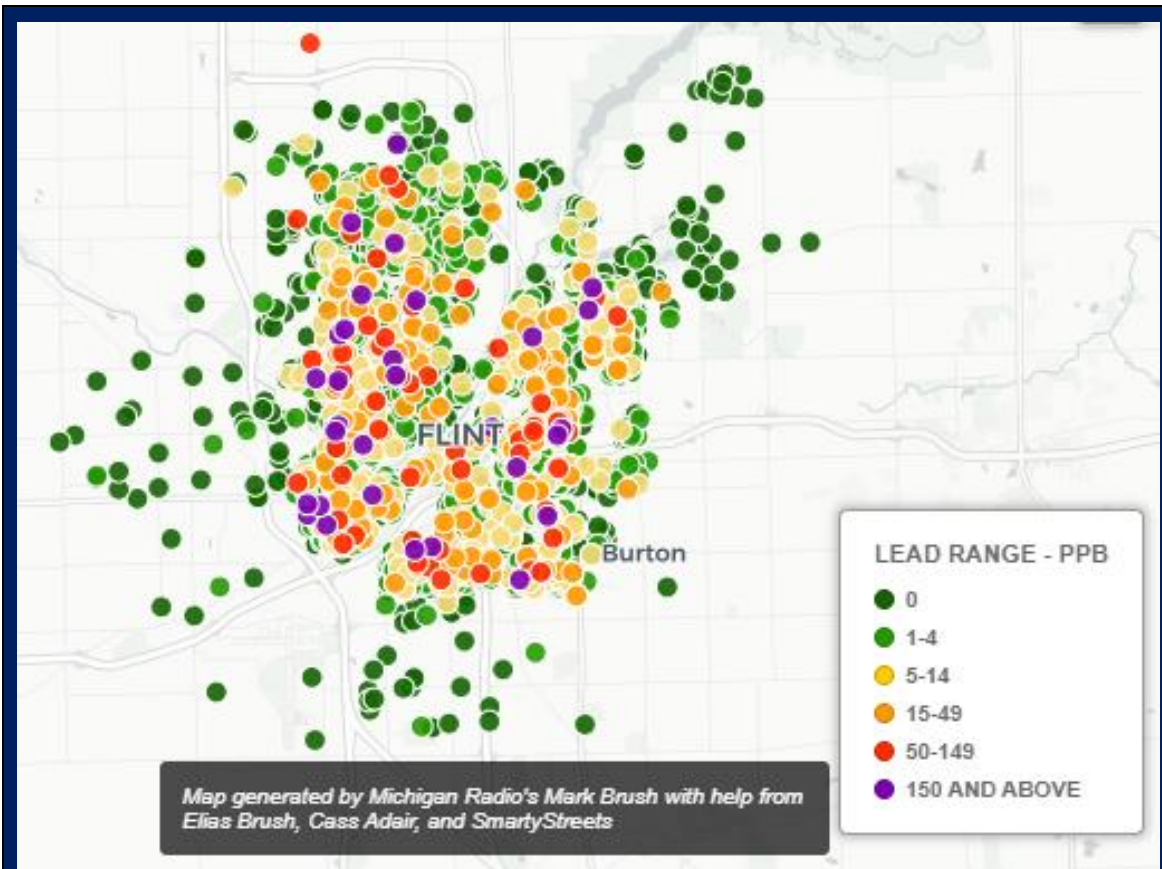 FLINT
Burton
LEAD RANGE - PPB
0
1-4
5-14
15-49
50-149
150 AND ABOVE
Map generated by Michigan Radio's Mark Brush with help from
Elias Brush, Cass Adair, and SmartyStreets